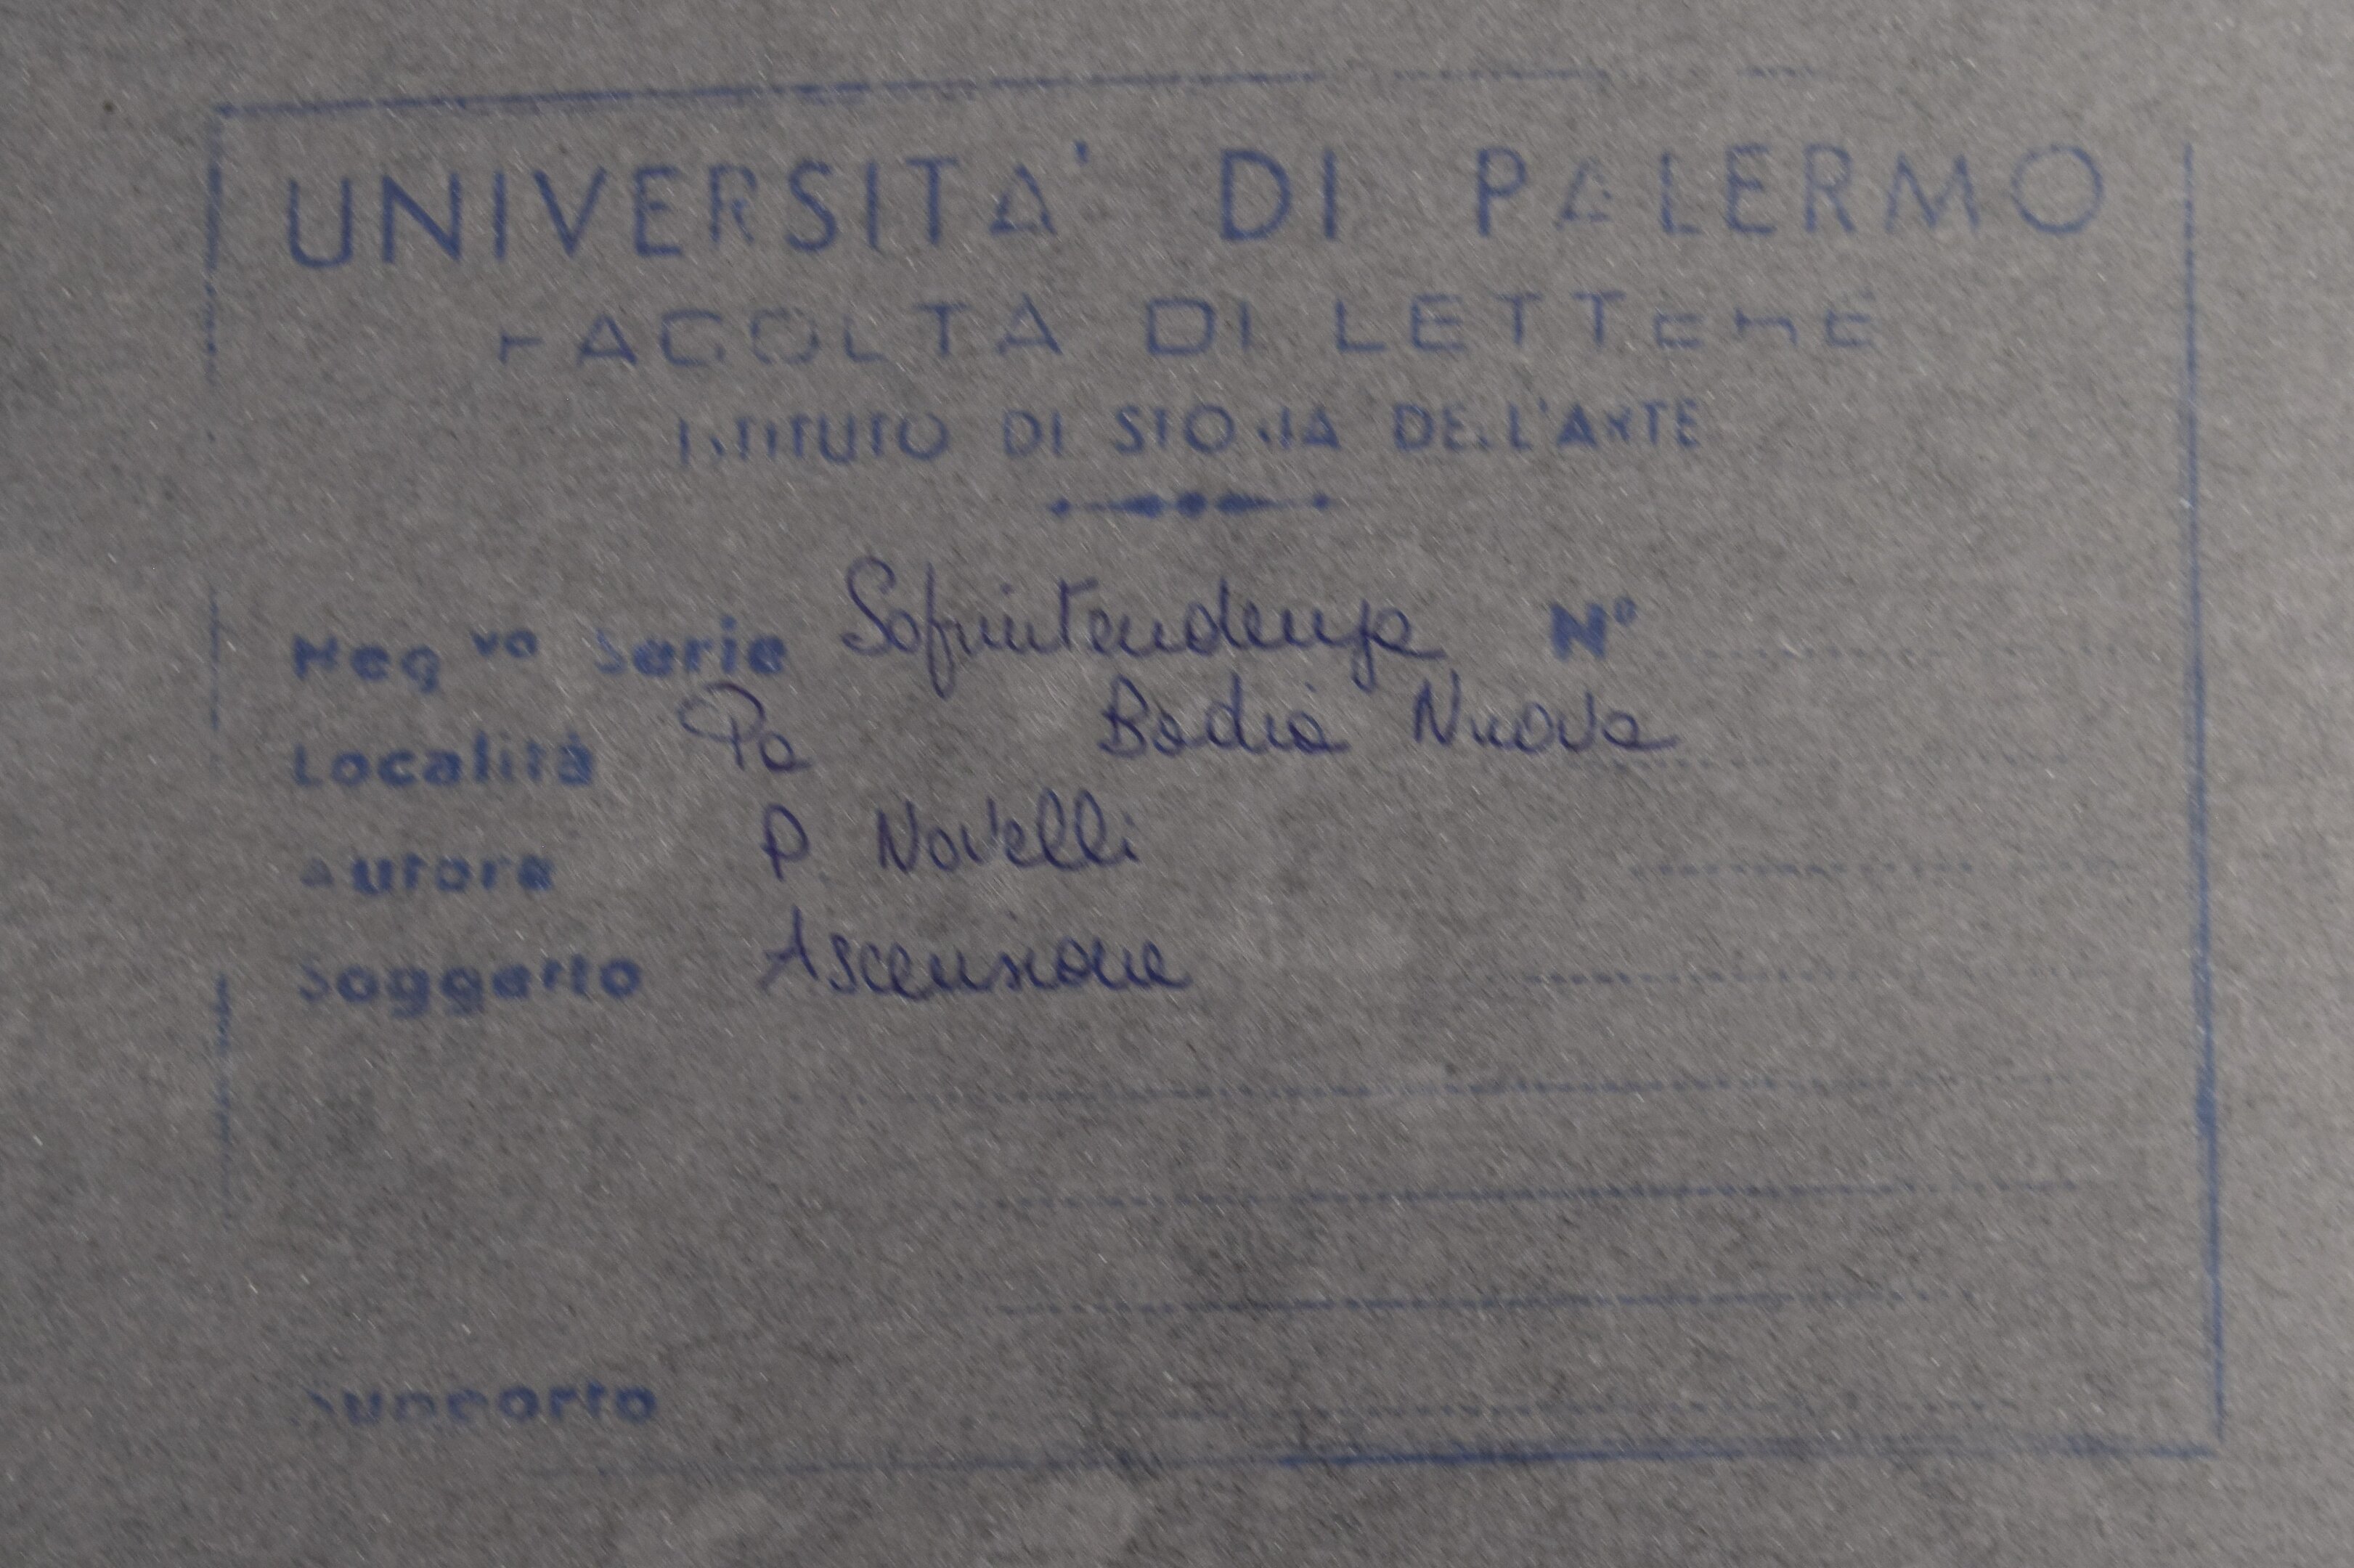 UNIVERSITA' DI PALERMO
FACOLTA DI LETTERE
ISTITUTO DI STORIA DELL'ARTE
Neg.vo Serie Soprintendenza N°
Località Pa Badia Nuova
Autore P. Novelli
Soggetto Ascensione
Supporto